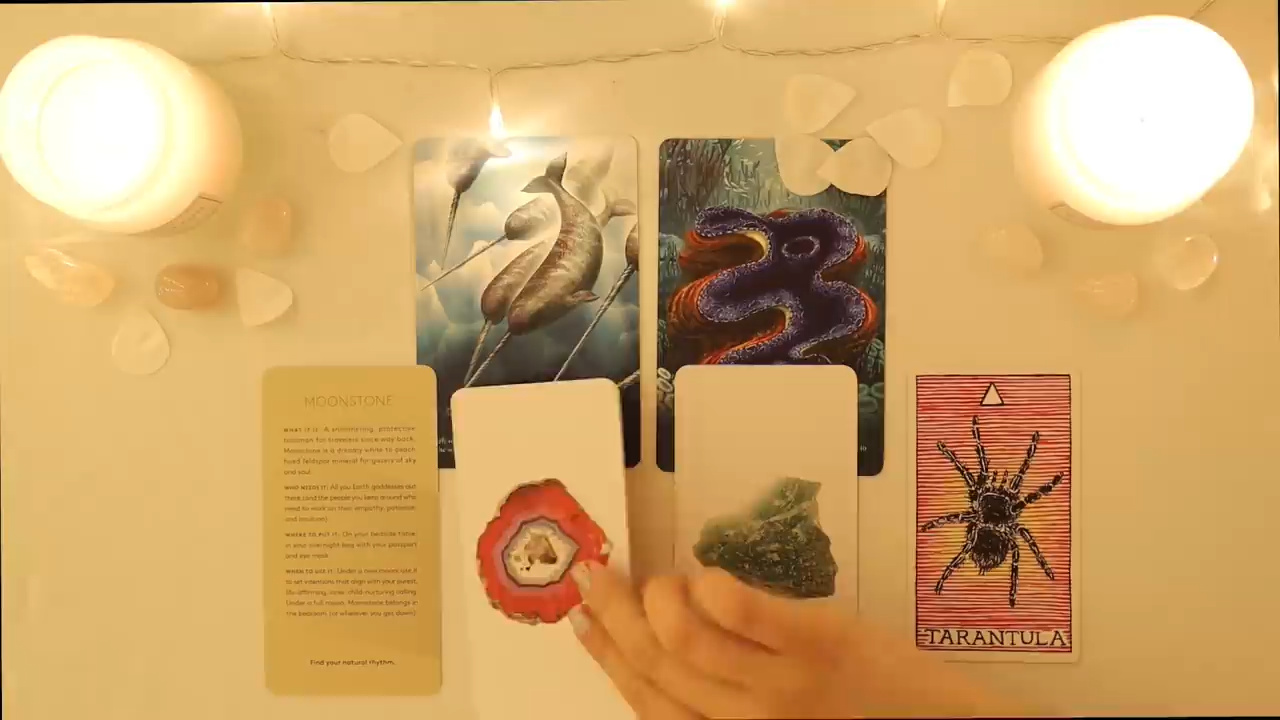 MOONSTONE
WHAT IT IS: A shimmering, protective
talisman for travelers since way back.
Moonstone is a dreamy white to peach
hued feldspar mineral for gazers of sky
and soul.
WHO NEEDS IT: All you Earth goddesses out
there (and the people you keep around who
need to work on their empathy, patience,
and intuition).
WHERE TO PUT IT: On your bedside table,
in your overnight bag with your passport
and eye mask.
WHEN TO USE IT: Under a new moon, use it
to set intentions that align with your purest,
life-affirming, inner child-nurturing calling.
Under a full moon, Moonstone belongs in
the bedroom (or wherever you get down).
Find your natural rhythm.
TARANTULA